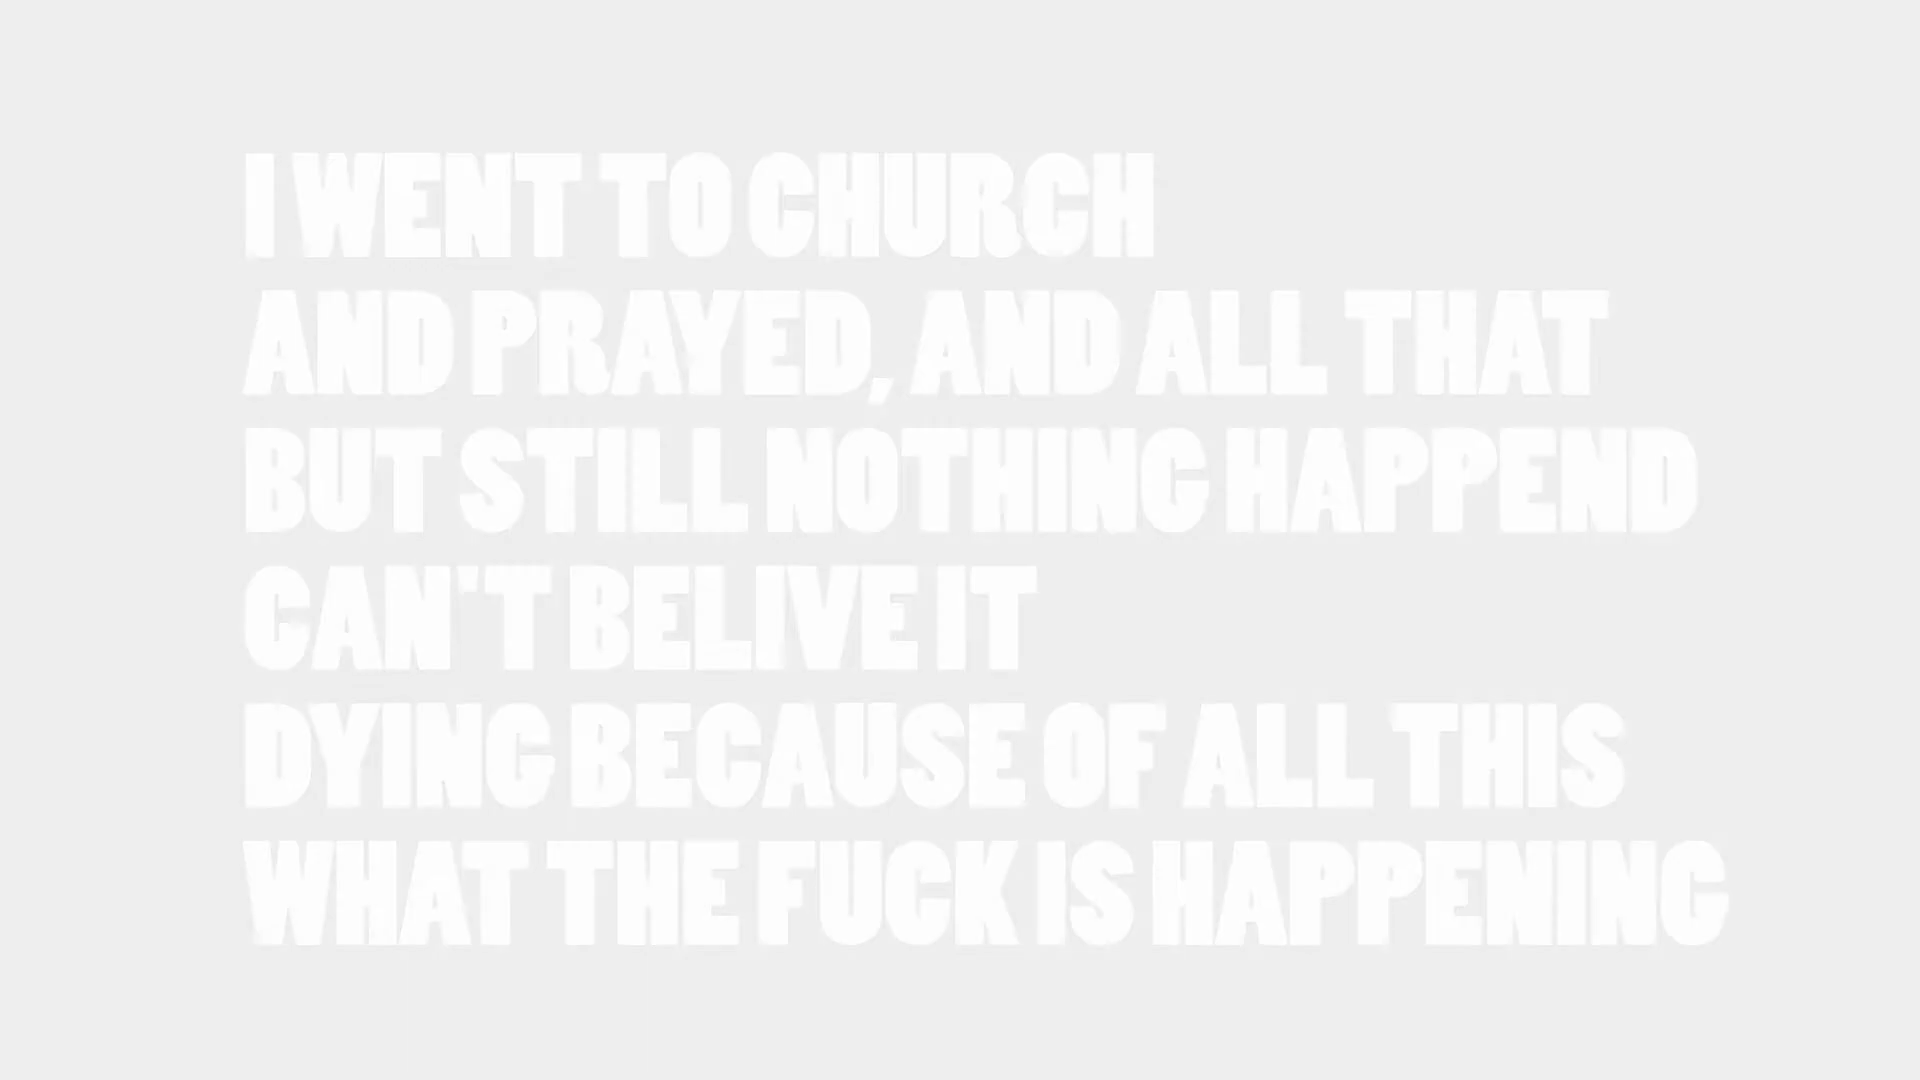 I WENT TO CHURCH
AND PRAYED, AND ALL THAT
BUT STILL NOTHING HAPPEND
CAN'T BELIVE IT
DYING BECAUSE OF ALL THIS
WHAT THE FUCK IS HAPPENING